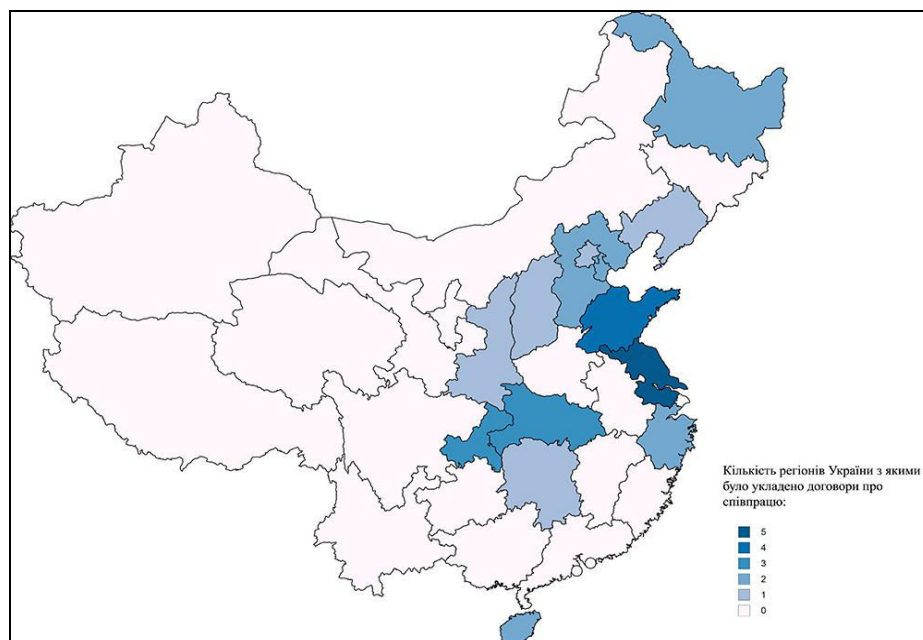 Кількість регіонів України з якими
було укладено договори про
співпрацю:
5
4
3
2
1
0